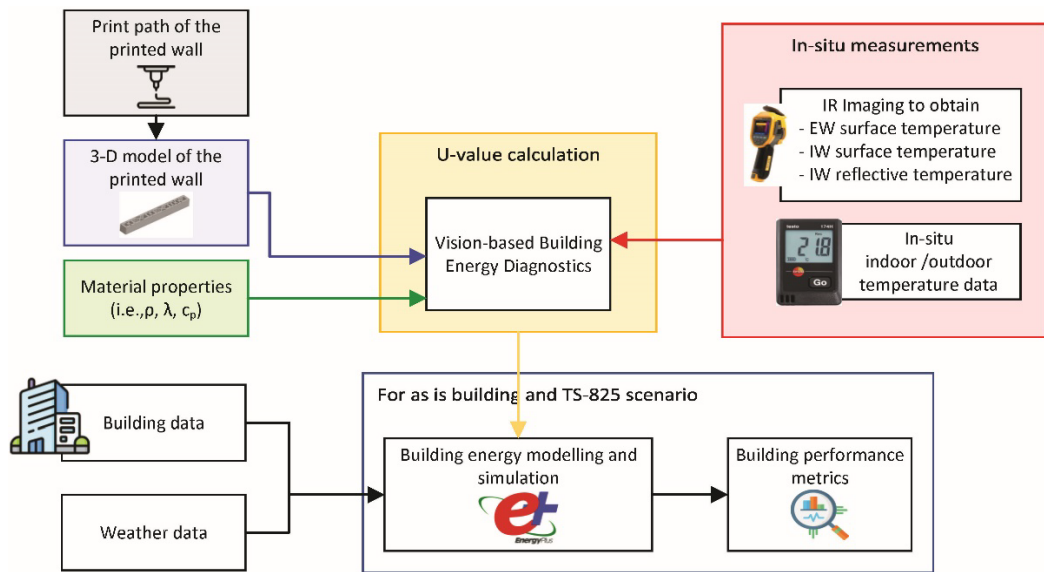 Print path of the
printed wall
3-D model of the
printed wall
Material properties
(i.e.,ρ, λ, cₚ)
U-value calculation
Vision-based Building
Energy Diagnostics
In-situ measurements
IR Imaging to obtain
- EW surface temperature
- IW surface temperature
- IW reflective temperature
21.8
Go
In-situ
indoor /outdoor
temperature data
Building data
Weather data
For as is building and TS-825 scenario
Building energy modelling and
simulation
e+
EnergyPlus
Building performance
metrics